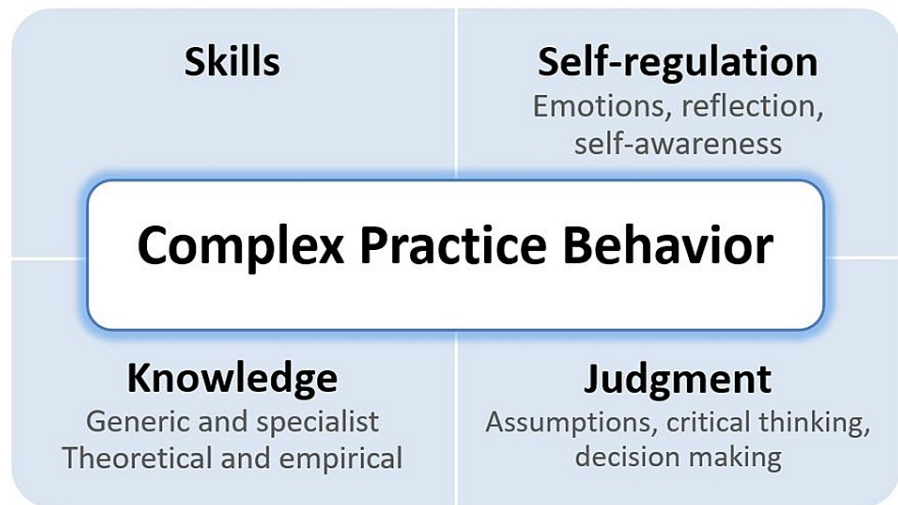 Skills
Self-regulation
Emotions, reflection,
self-awareness
Complex Practice Behavior
Knowledge
Generic and specialist
Theoretical and empirical
Judgment
Assumptions, critical thinking,
decision making